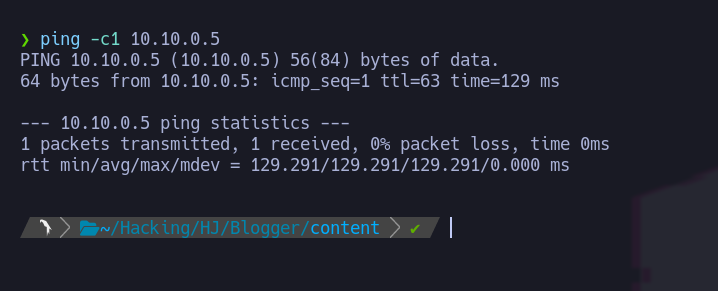 ❯ ping -c1 10.10.0.5
PING 10.10.0.5 (10.10.0.5) 56(84) bytes of data.
64 bytes from 10.10.0.5: icmp_seq=1 ttl=63 time=129 ms
--- 10.10.0.5 ping statistics ---
1 packets transmitted, 1 received, 0% packet loss, time 0ms
rtt min/avg/max/mdev = 129.291/129.291/129.291/0.000 ms
~/Hacking/HJ/Blogger/content ✔